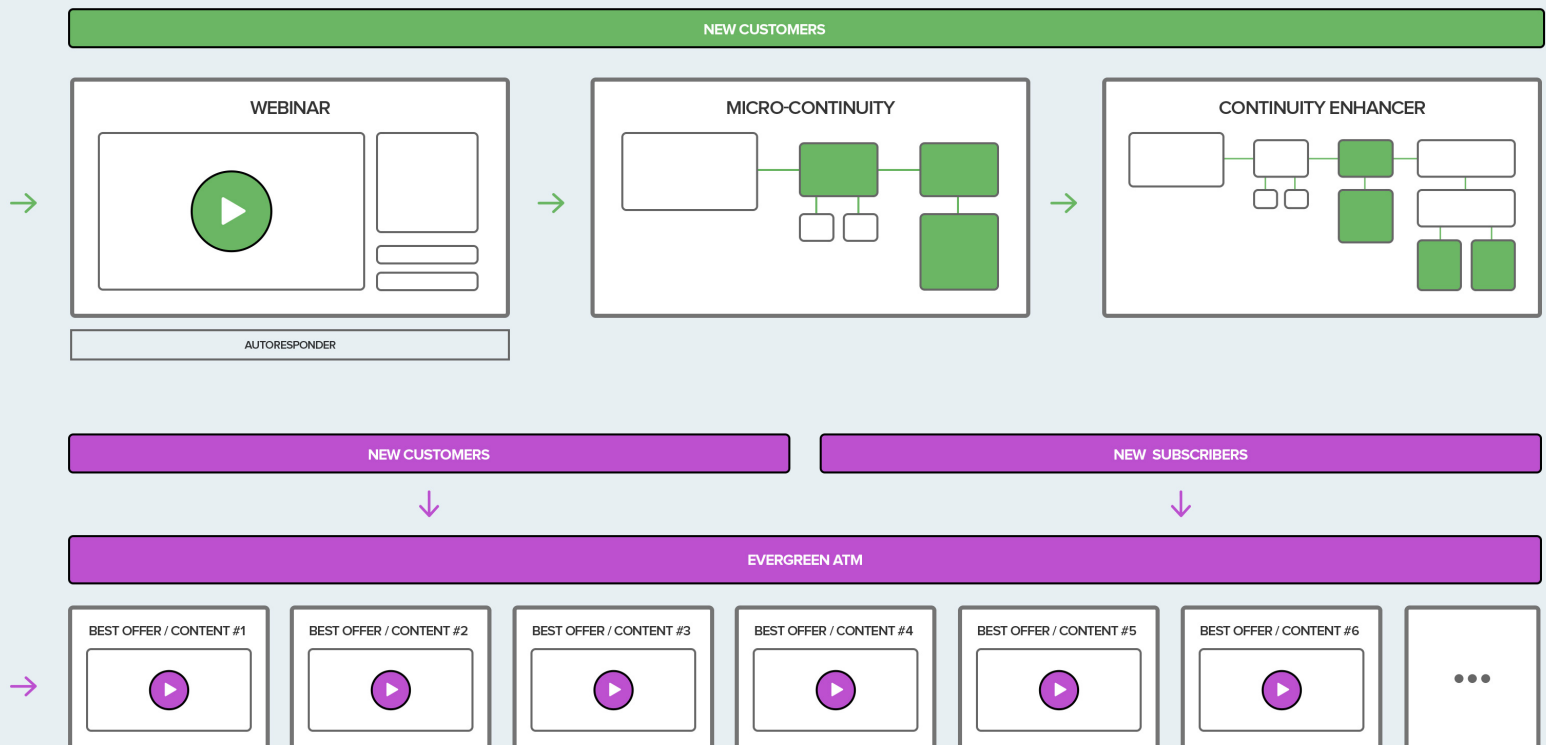 NEW CUSTOMERS
WEBINAR
MICRO-CONTINUITY
CONTINUITY ENHANCER
AUTORESPONDER
NEW CUSTOMERS
NEW SUBSCRIBERS
EVERGREEN ATM
BEST OFFER / CONTENT #1
BEST OFFER / CONTENT #2
BEST OFFER / CONTENT #3
BEST OFFER / CONTENT #4
BEST OFFER / CONTENT #5
BEST OFFER / CONTENT #6